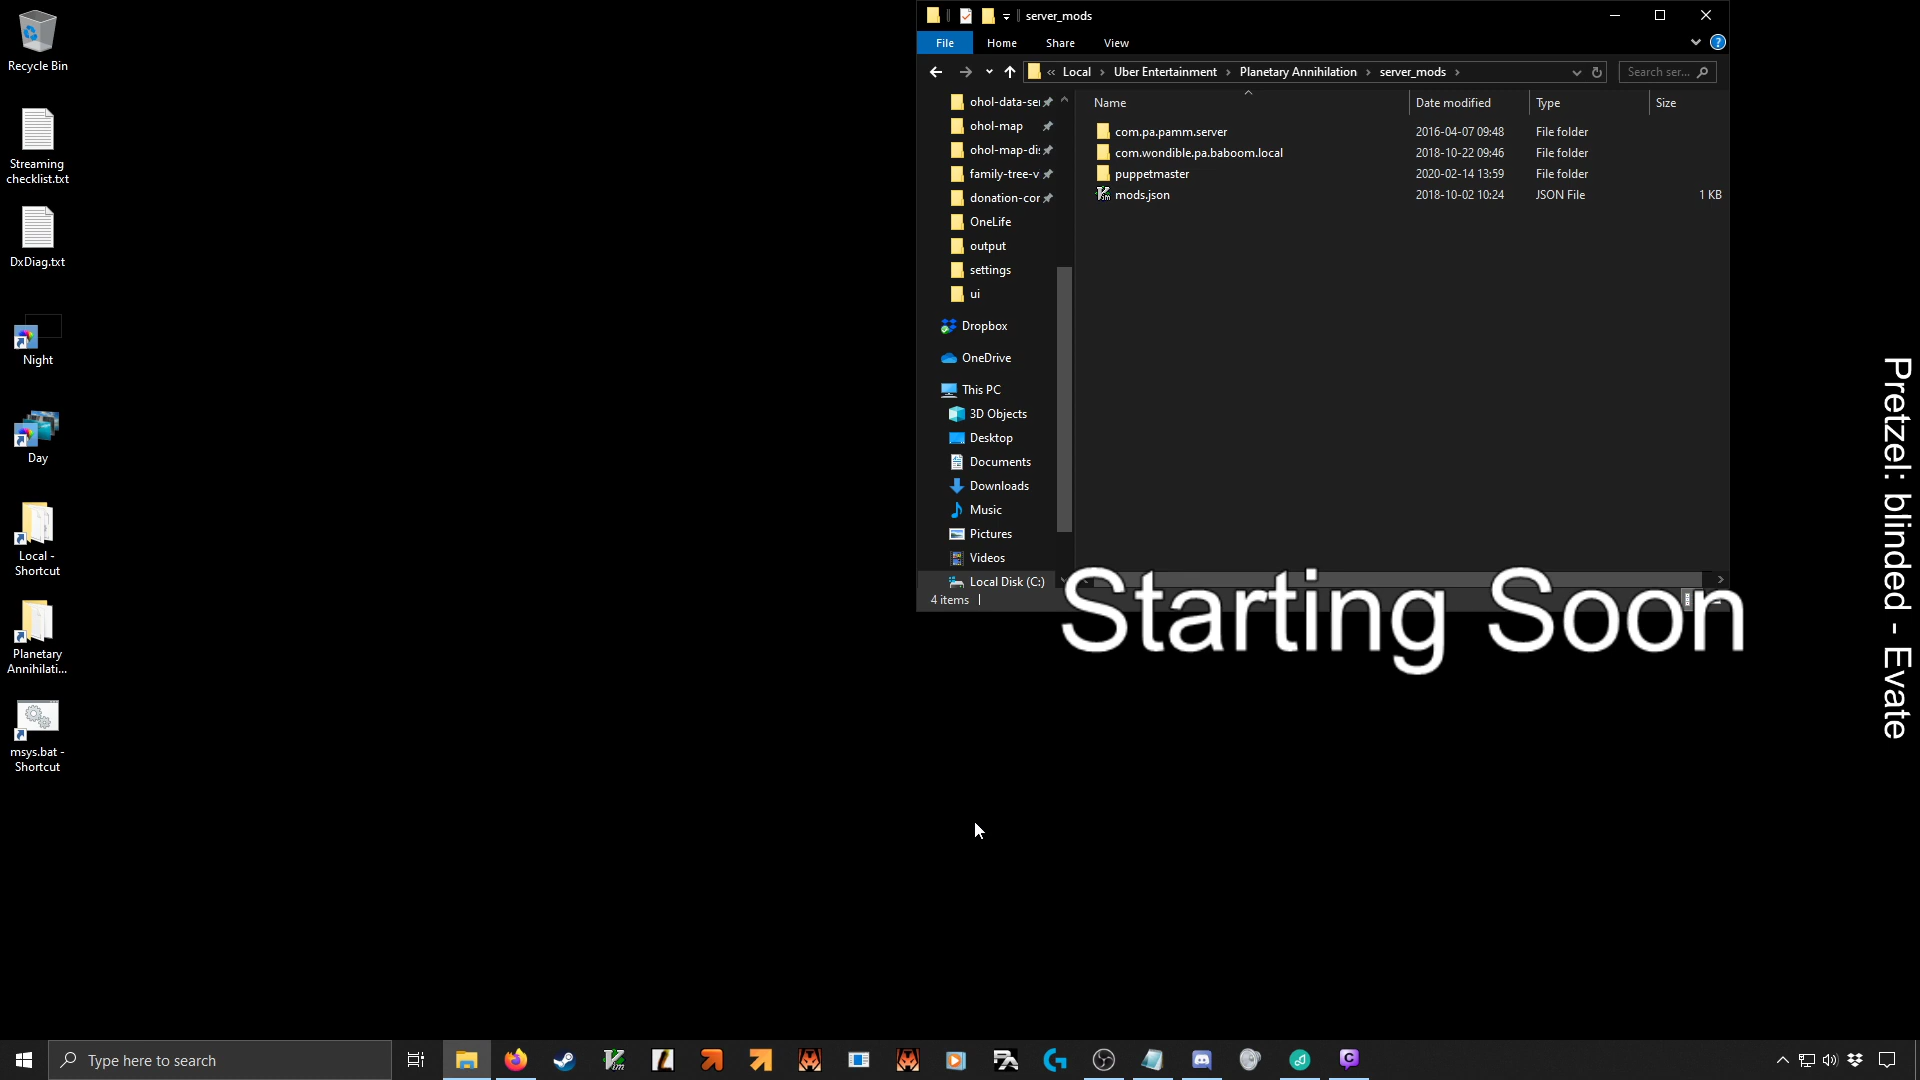 Recycle Bin
Streaming
checklist.txt
DxDiag.txt
Night
Day
Local -
Shortcut
Planetary
Annihilati...
msys.bat -
Shortcut
server_mods
File
Home
Share
View
« Local > Uber Entertainment > Planetary Annihilation > server_mods >
Search ser...
ohol-data-se
ohol-map
ohol-map-di
family-tree-v
donation-cor
OneLife
output
settings
ui
Dropbox
OneDrive
This PC
3D Objects
Desktop
Documents
Downloads
Music
Pictures
Videos
Local Disk (C:)
Name Date modified Type Size
com.pa.pamm.server 2016-04-07 09:48 File folder
com.wondible.pa.baboom.local 2018-10-22 09:46 File folder
puppetmaster 2020-02-14 13:59 File folder
mods.json 2018-10-02 10:24 JSON File 1 KB
4 items
Starting Soon
Pretzel: blinded - Evate
Type here to search